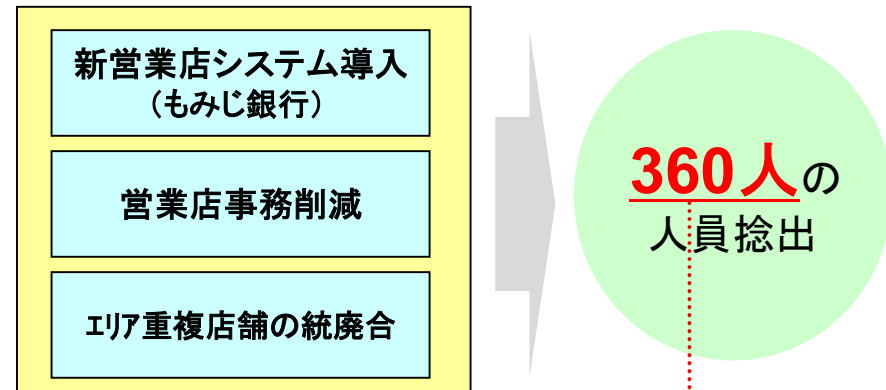 新営業店システム導入
（もみじ銀行）
営業店事務削減
ｴﾘｱ重複店舗の統廃合
360人の
人員捻出